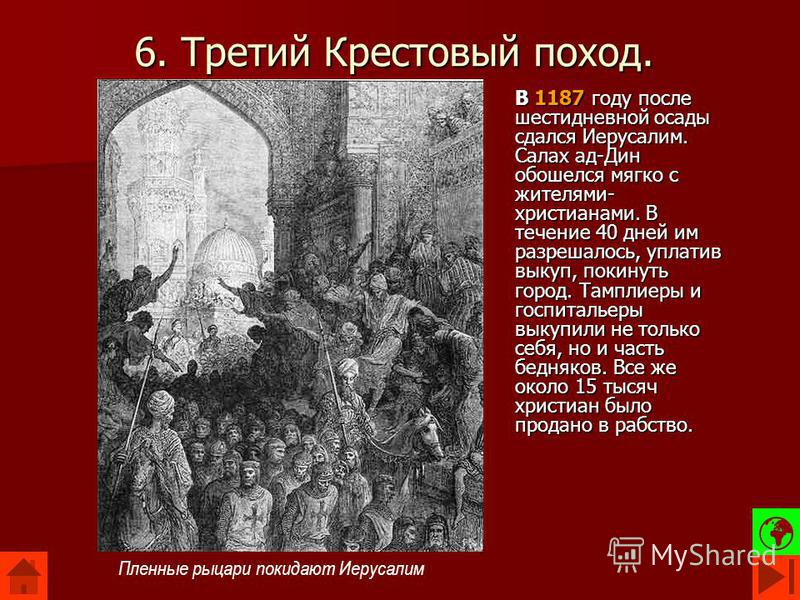 6. Третий Крестовый поход.
В 1187 году после
шестидневной осады
сдался Иерусалим.
Салах ад-Дин
обошелся мягко с
жителями-
христианами. В
течение 40 дней им
разрешалось, уплатив
выкуп, покинуть
город. Тамплиеры и
госпитальеры
выкупили не только
себя, но и часть
бедняков. Все же
около 15 тысяч
христиан было
продано в рабство.
Пленные рыцари покидают Иерусалим
MyShared